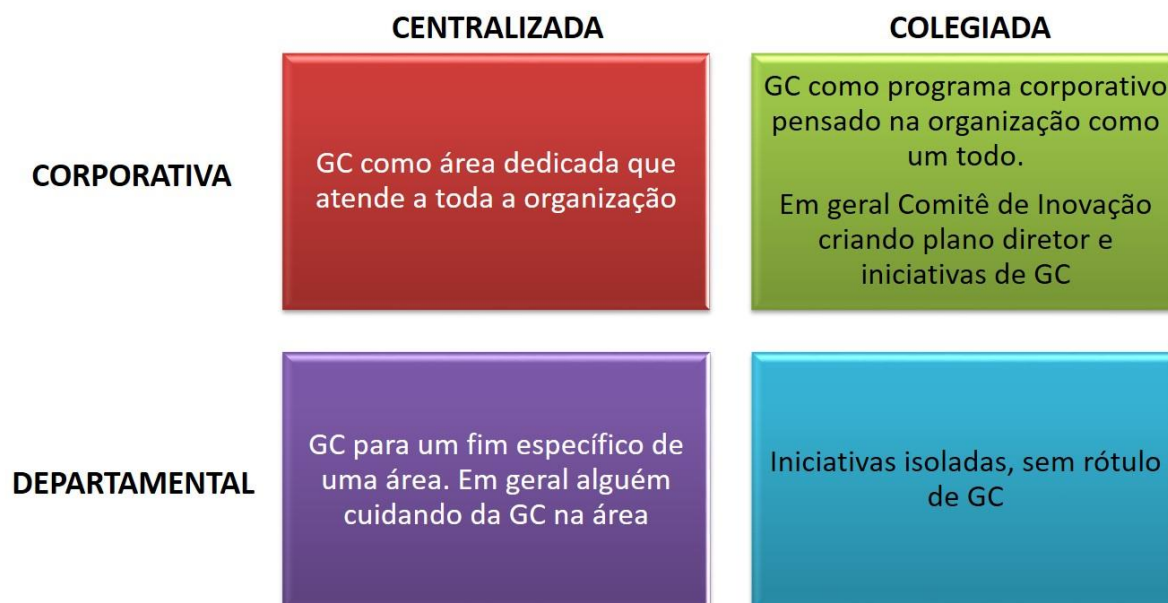 CENTRALIZADA
COLEGIADA
CORPORATIVA
GC como área dedicada que
atende a toda a organização
GC como programa corporativo
pensado na organização como
um todo.
Em geral Comitê de Inovação
criando plano diretor e
iniciativas de GC
DEPARTAMENTAL
GC para um fim específico de
uma área. Em geral alguém
cuidando da GC na área
Iniciativas isoladas, sem rótulo
de GC